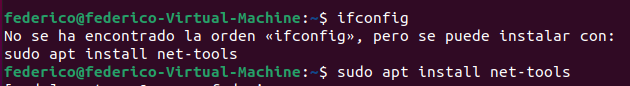 federico@federico-Virtual-Machine:~$ ifconfig
No se ha encontrado la orden «ifconfig», pero se puede instalar con:
sudo apt install net-tools
federico@federico-Virtual-Machine:~$ sudo apt install net-tools